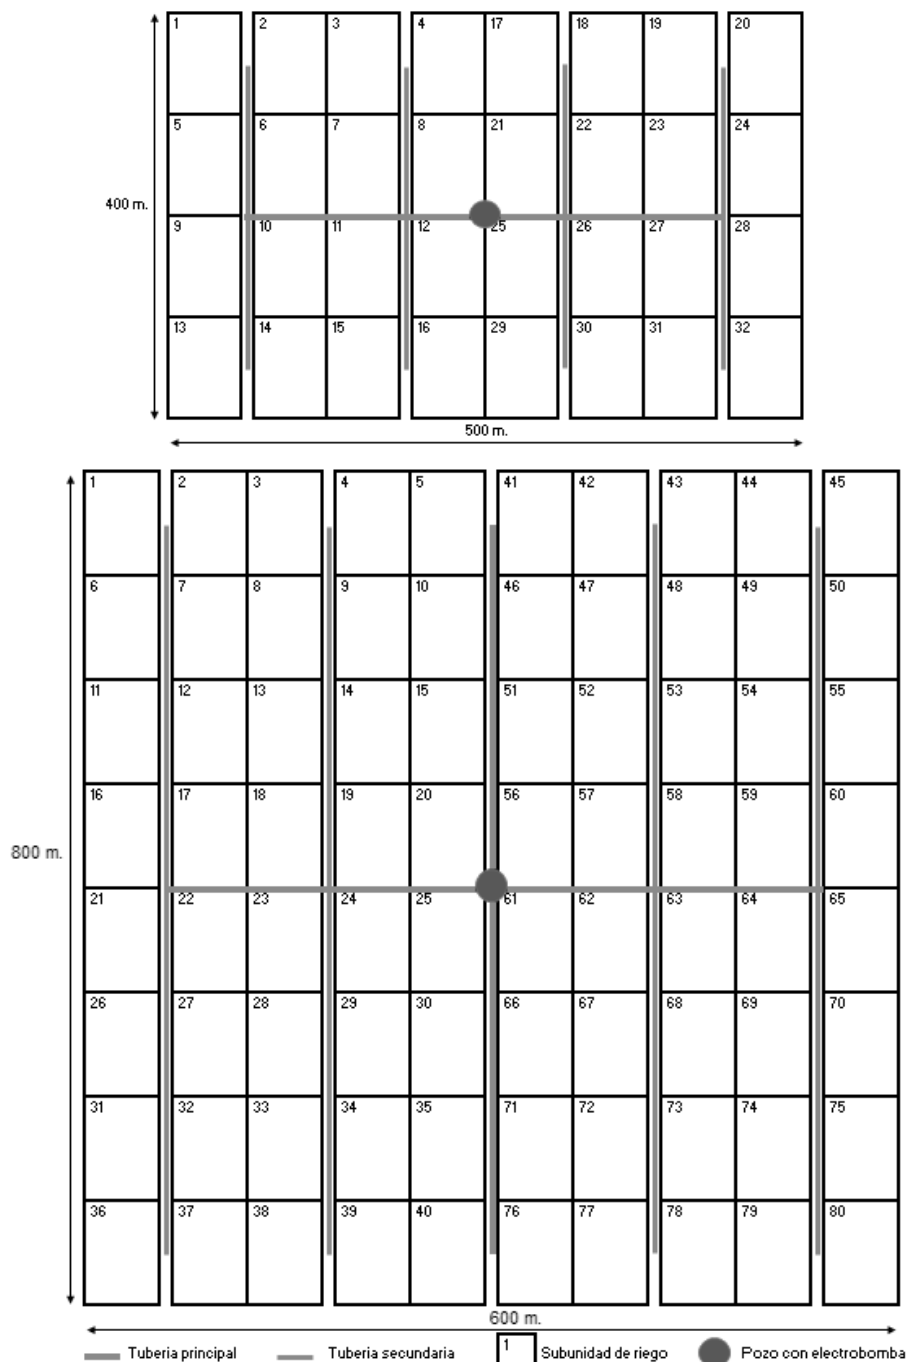 1 2 3 4 17 18 19 20
5 6 7 8 21 22 23 24
400 m.
9 10 11 12 25 26 27 28
13 14 15 16 29 30 31 32
500 m.
1 2 3 4 5 41 42 43 44 45
6 7 8 9 10 46 47 48 49 50
11 12 13 14 15 51 52 53 54 55
16 17 18 19 20 56 57 58 59 60
800 m.
21 22 23 24 25 61 62 63 64 65
26 27 28 29 30 66 67 68 69 70
31 32 33 34 35 71 72 73 74 75
36 37 38 39 40 76 77 78 79 80
600 m.
Tuberia principal Tuberia secundaria 1 Subunidad de riego Pozo con electrobomba